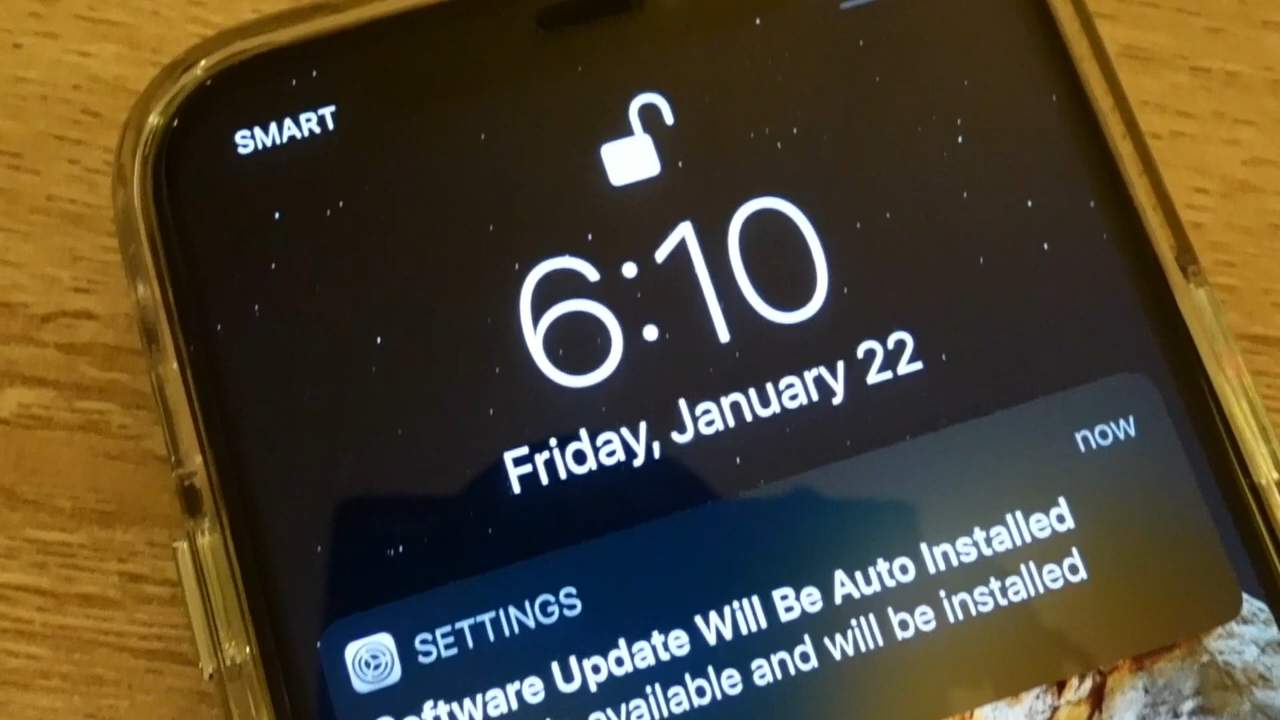 SMART
6:10
Friday, January 22
now
SETTINGS
Software Update Will Be Auto Installed
available and will be installed